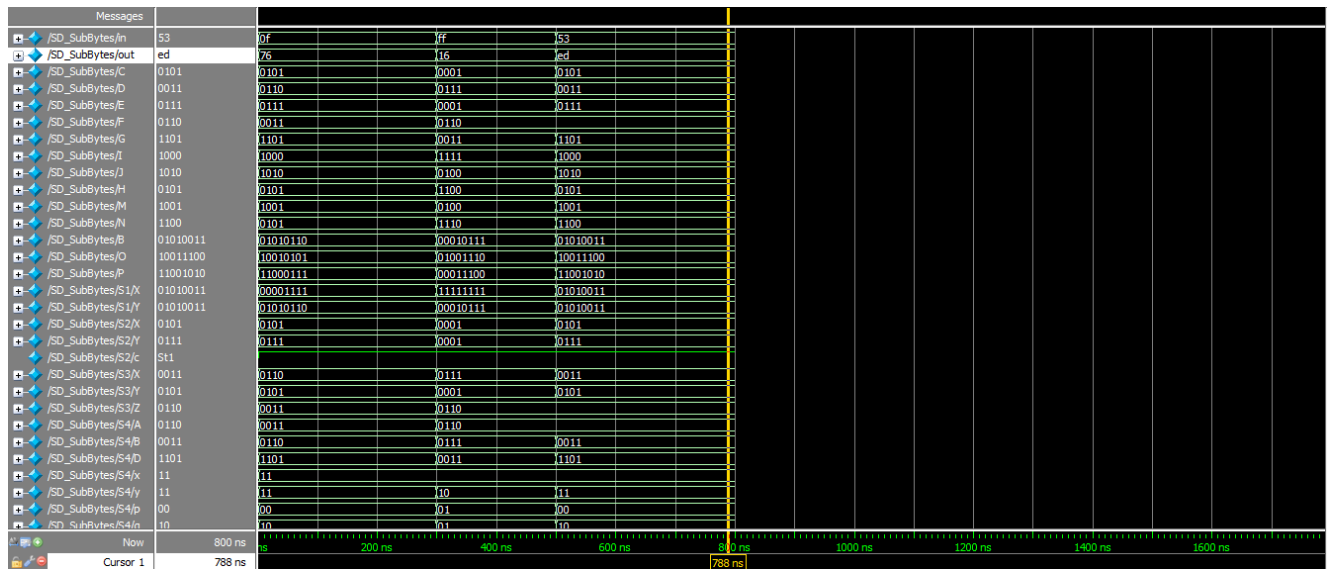 Messages
/SD_SubBytes/in 53 0f ff 53
/SD_SubBytes/out ed 76 16 ed
/SD_SubBytes/C 0101 0101 0001 0101
/SD_SubBytes/D 0011 0110 0111 0011
/SD_SubBytes/E 0111 0111 0001 0111
/SD_SubBytes/F 0110 0011 0110
/SD_SubBytes/G 1101 1101 0011 1101
/SD_SubBytes/I 1000 1000 1111 1000
/SD_SubBytes/J 1010 1010 0100 1010
/SD_SubBytes/H 0101 0101 1100 0101
/SD_SubBytes/M 1001 1001 0100 1001
/SD_SubBytes/N 1100 0101 1110 1100
/SD_SubBytes/B 01010011 01010110 00010111 01010011
/SD_SubBytes/O 10011100 10010101 01001110 10011100
/SD_SubBytes/P 11001010 11000111 00011100 11001010
/SD_SubBytes/S1/X 01010011 00001111 11111111 01010011
/SD_SubBytes/S1/Y 01010011 01010110 00010111 01010011
/SD_SubBytes/S2/X 0101 0101 0001 0101
/SD_SubBytes/S2/Y 0111 0111 0001 0111
/SD_SubBytes/S2/c St1
/SD_SubBytes/S3/X 0011 0110 0111 0011
/SD_SubBytes/S3/Y 0101 0101 0001 0101
/SD_SubBytes/S3/Z 0110 0011 0110
/SD_SubBytes/S4/A 0110 0011 0110
/SD_SubBytes/S4/B 0011 0110 0111 0011
/SD_SubBytes/S4/D 1101 1101 0011 1101
/SD_SubBytes/S4/x 11 11
/SD_SubBytes/S4/y 11 11 10 11
/SD_SubBytes/S4/p 00 00 01 00
/SD_SubBytes/S4/q 10 10 01 10
Now 800 ns ns 200 ns 400 ns 600 ns 800 ns 1000 ns 1200 ns 1400 ns 1600 ns
Cursor 1 788 ns 788 ns